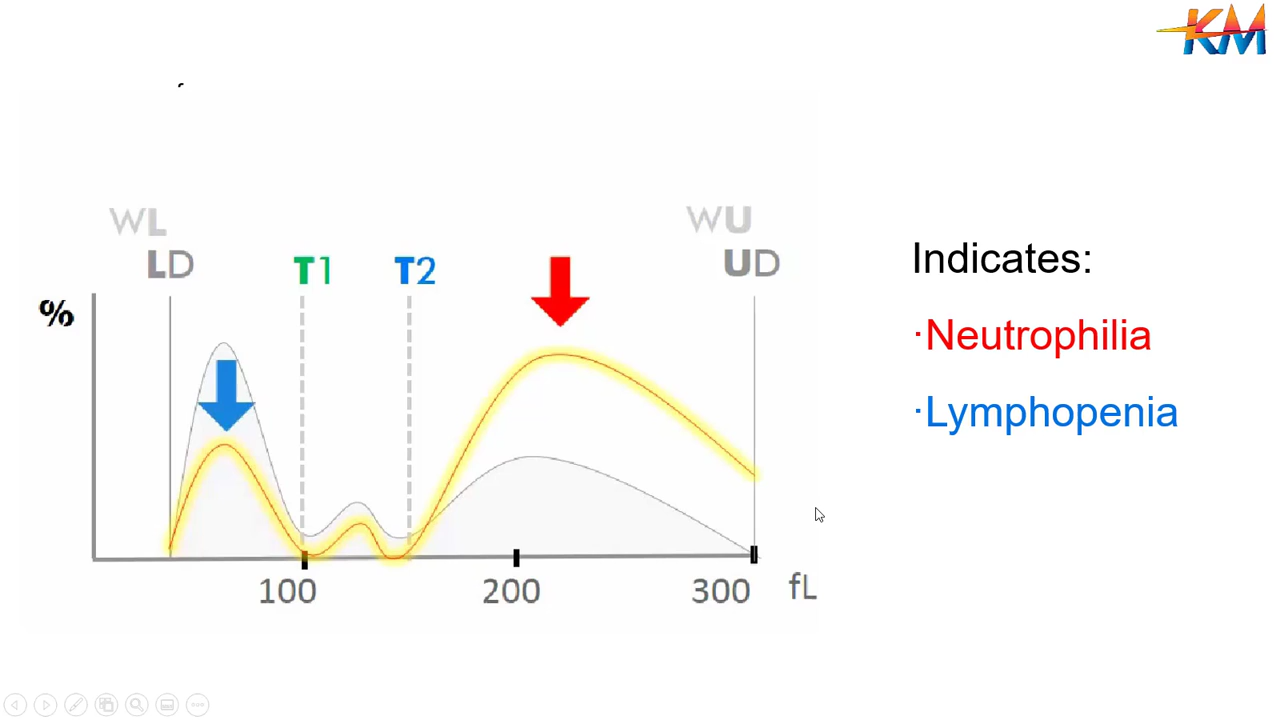 KM
WL
WU
LD
T1
T2
UD
%
Indicates:
·Neutrophilia
·Lymphopenia
100
200
300
fL